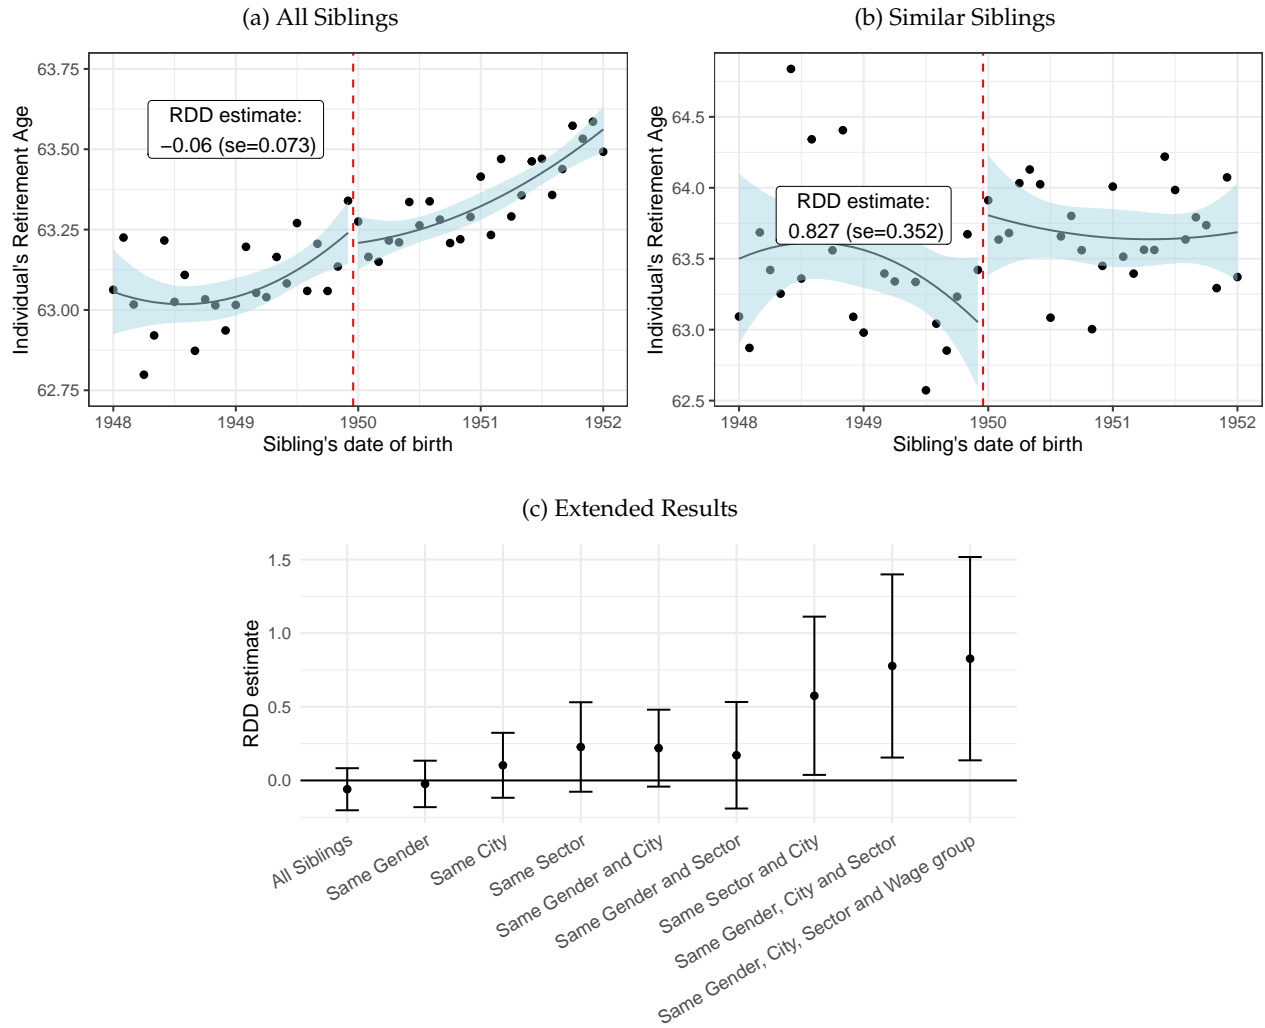 (a) All Siblings
63.75
63.50
63.25
63.00
62.75
Individual's Retirement Age
RDD estimate:
−0.06 (se=0.073)
1948 1949 1950 1951 1952
Sibling's date of birth
(b) Similar Siblings
64.5
64.0
63.5
63.0
62.5
Individual's Retirement Age
RDD estimate:
0.827 (se=0.352)
1948 1949 1950 1951 1952
Sibling's date of birth
(c) Extended Results
1.5
1.0
0.5
0.0
RDD estimate
All Siblings
Same Gender
Same City
Same Sector
Same Gender and City
Same Gender and Sector
Same Sector and City
Same Gender, City and Sector
Same Gender, City, Sector and Wage group